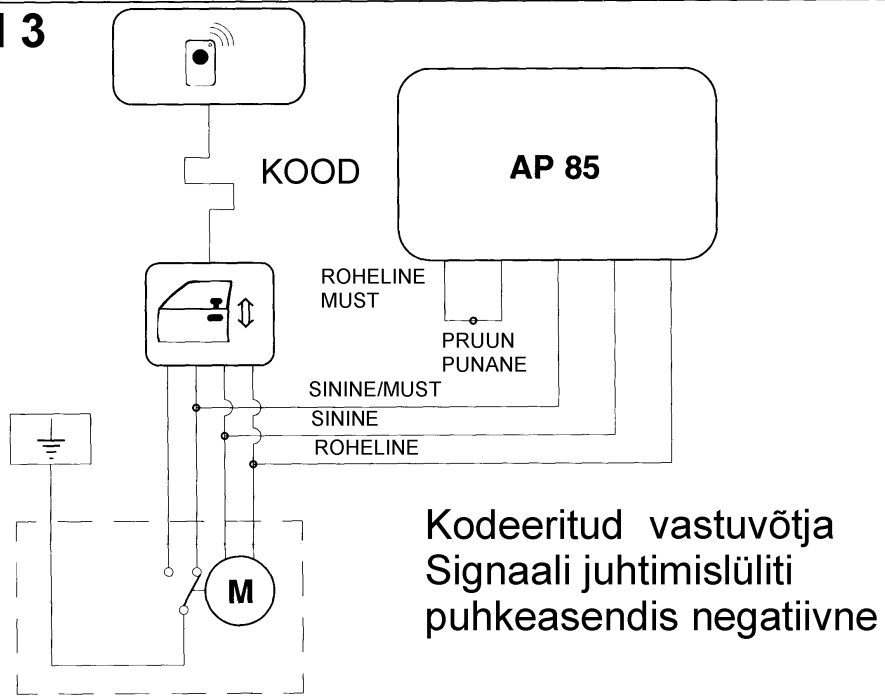 3
KOOD
AP 85
ROHELINE
MUST
PRUUN
PUNANE
SININE/MUST
SININE
ROHELINE
M
Kodeeritud vastuvõtja
Signaali juhtimislüliti
puhkeasendis negatiivne